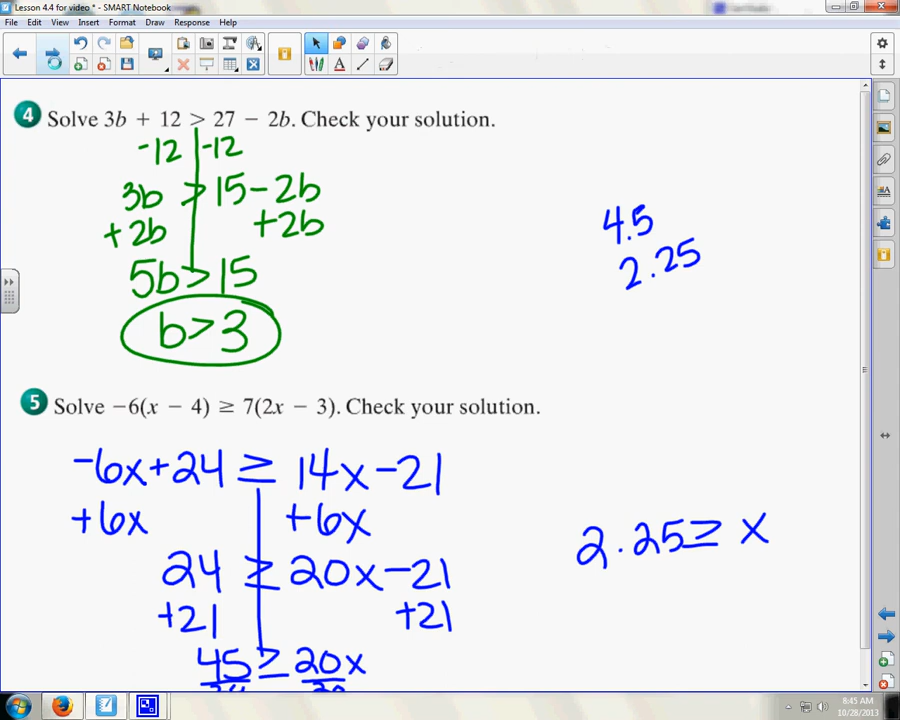 Lesson 4.4 for video * - SMART Notebook
File Edit View Insert Format Draw Response Help
4 Solve 3b + 12 > 27 − 2b. Check your solution.
-12 -12
3b > 15-2b
+2b +2b
5b > 15
b > 3
4.5
2.25
5 Solve −6(x − 4) ≥ 7(2x − 3). Check your solution.
-6x+24 ≥ 14x-21
+6x +6x
24 ≥ 20x-21
+21 +21
45 ≥ 20x
2.25 ≥ x
8:45 AM
10/28/2013